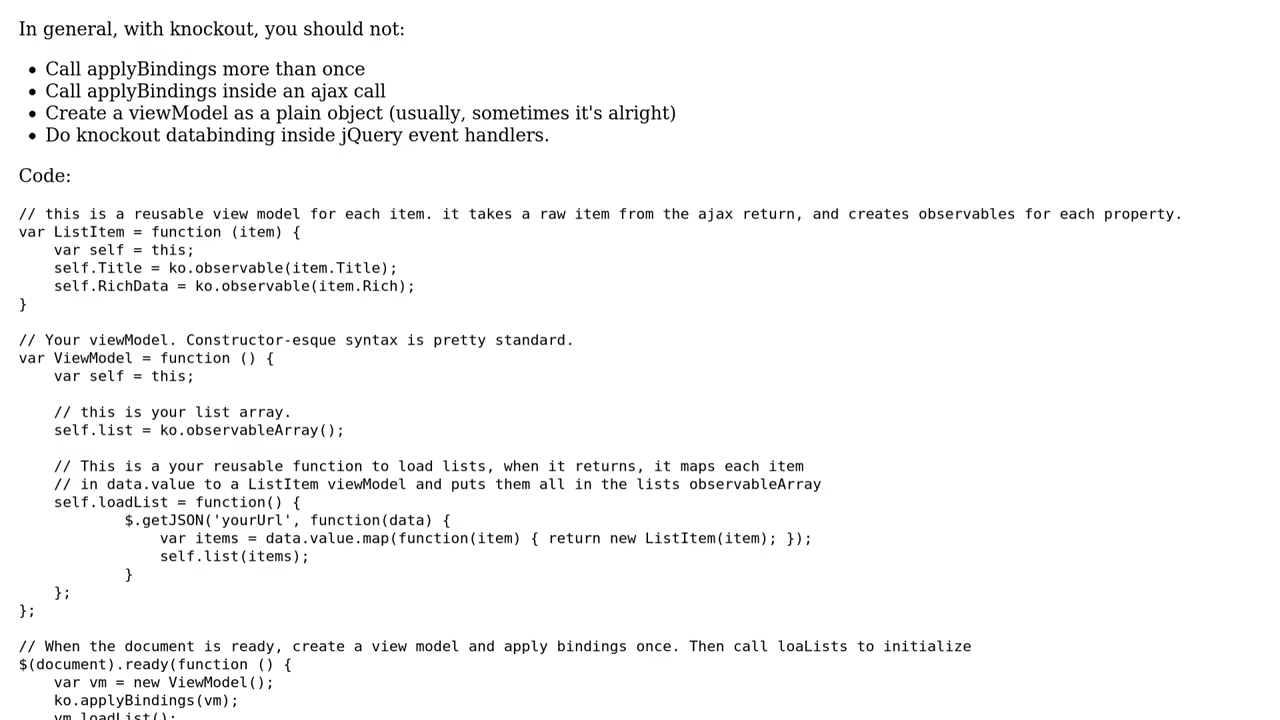 In general, with knockout, you should not:
• Call applyBindings more than once
• Call applyBindings inside an ajax call
• Create a viewModel as a plain object (usually, sometimes it's alright)
• Do knockout databinding inside jQuery event handlers.
Code:
// this is a reusable view model for each item. it takes a raw item from the ajax return, and creates observables for each property.
var ListItem = function (item) {
    var self = this;
    self.Title = ko.observable(item.Title);
    self.RichData = ko.observable(item.Rich);
}
// Your viewModel. Constructor-esque syntax is pretty standard.
var ViewModel = function () {
    var self = this;
    // this is your list array.
    self.list = ko.observableArray();
    // This is a your reusable function to load lists, when it returns, it maps each item
    // in data.value to a ListItem viewModel and puts them all in the lists observableArray
    self.loadList = function() {
            $.getJSON('yourUrl', function(data) {
                var items = data.value.map(function(item) { return new ListItem(item); });
                self.list(items);
            }
    };
};
// When the document is ready, create a view model and apply bindings once. Then call loaLists to initialize
$(document).ready(function () {
    var vm = new ViewModel();
    ko.applyBindings(vm);
    vm.loadList();